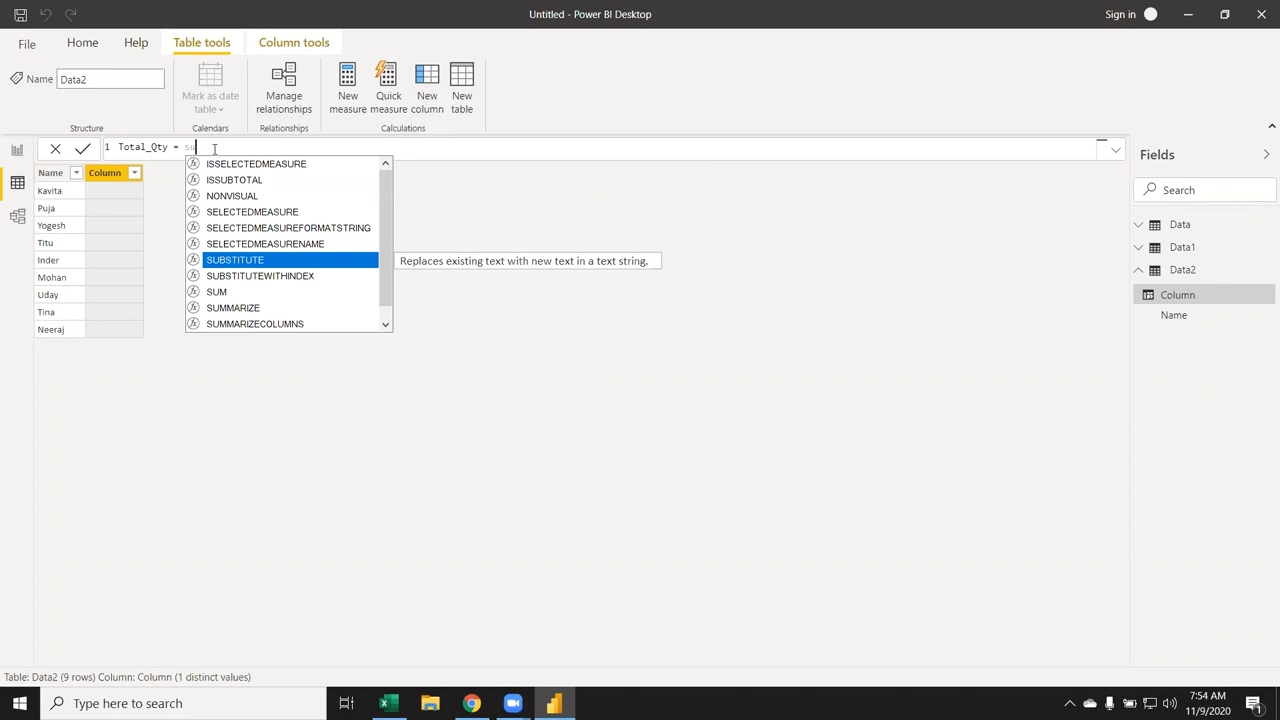 Untitled - Power BI Desktop
Sign in
File
Home
Help
Table tools
Column tools
Name
Data2
Mark as date
table
Manage
relationships
New
measure
Quick
measure
New
column
New
table
Structure
Calendars
Relationships
Calculations
1 Total_Qty = su
Name
Column
Kavita
Puja
Yogesh
Titu
Inder
Mohan
Uday
Tina
Neeraj
ISSELECTEDMEASURE
ISSUBTOTAL
NONVISUAL
SELECTEDMEASURE
SELECTEDMEASUREFORMATSTRING
SELECTEDMEASURENAME
SUBSTITUTE
SUBSTITUTEWITHINDEX
SUM
SUMMARIZE
SUMMARIZECOLUMNS
Replaces existing text with new text in a text string.
Fields
Search
Data
Data1
Data2
Column
Name
Table: Data2 (9 rows) Column: Column (1 distinct values)
Type here to search
7:54 AM
11/9/2020
1